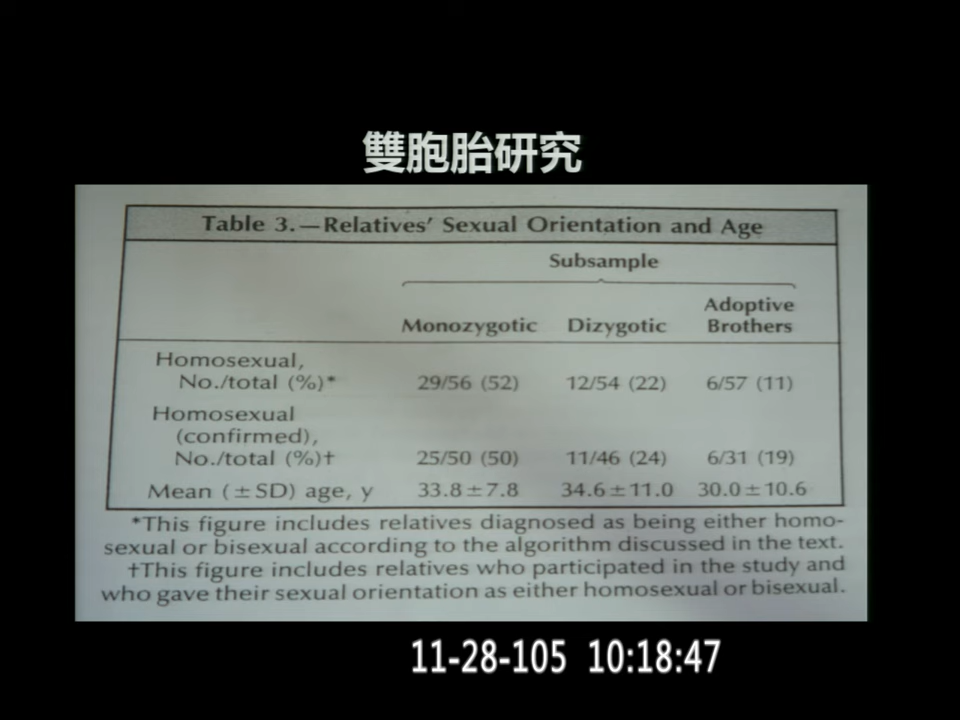 雙胞胎研究
Table 3.—Relatives' Sexual Orientation and Age
Subsample
Monozygotic Dizygotic Adoptive Brothers
Homosexual,
No./total (%)* 29/56 (52) 12/54 (22) 6/57 (11)
Homosexual
(confirmed),
No./total (%)† 25/50 (50) 11/46 (24) 6/31 (19)
Mean (±SD) age, y 33.8±7.8 34.6±11.0 30.0±10.6
*This figure includes relatives diagnosed as being either homo-
sexual or bisexual according to the algorithm discussed in the text.
†This figure includes relatives who participated in the study and
who gave their sexual orientation as either homosexual or bisexual.
11-28-105 10:18:47